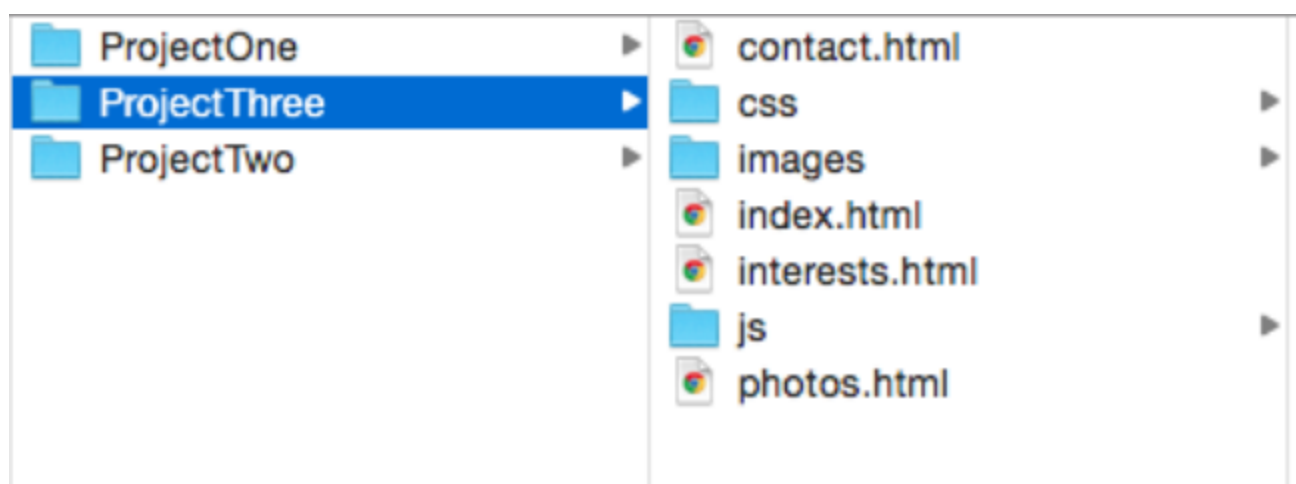 ProjectOne
ProjectThree
ProjectTwo
contact.html
css
images
index.html
interests.html
js
photos.html